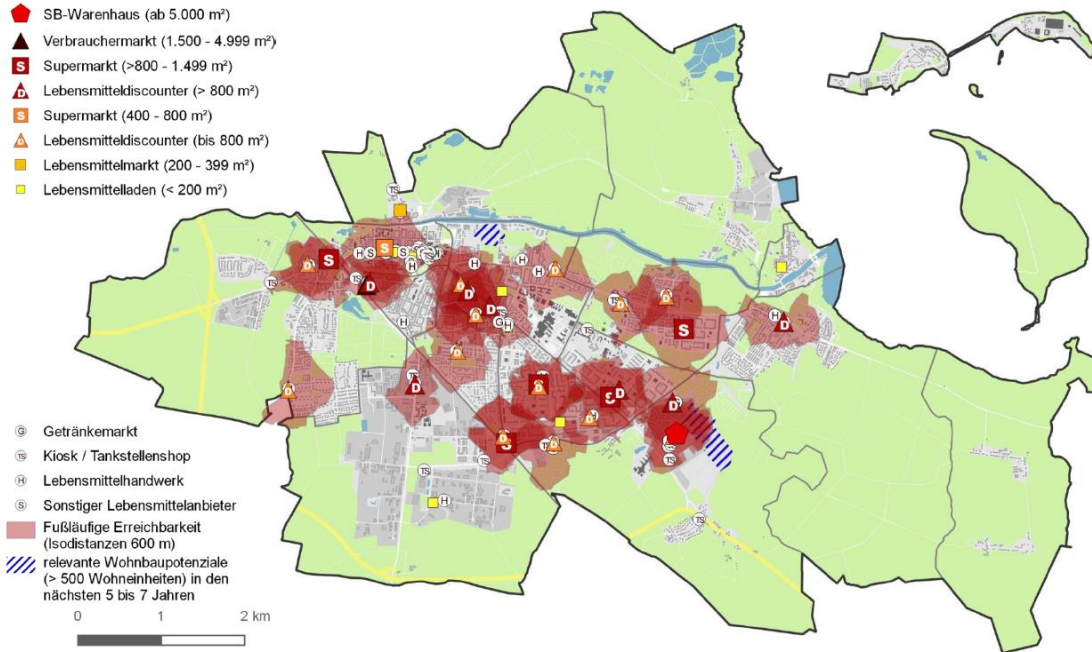 SB-Warenhaus (ab 5.000 m²)
Verbrauchermarkt (1.500 - 4.999 m²)
S Supermarkt (>800 - 1.499 m²)
D Lebensmitteldiscounter (> 800 m²)
S Supermarkt (400 - 800 m²)
D Lebensmitteldiscounter (bis 800 m²)
Lebensmittelmarkt (200 - 399 m²)
Lebensmittelladen (< 200 m²)
G Getränkemarkt
TS Kiosk / Tankstellenshop
H Lebensmittelhandwerk
S Sonstiger Lebensmittelanbieter
Fußläufige Erreichbarkeit
(Isodistanzen 600 m)
relevante Wohnbaupotenziale
(> 500 Wohneinheiten) in den
nächsten 5 bis 7 Jahren
0 1 2 km